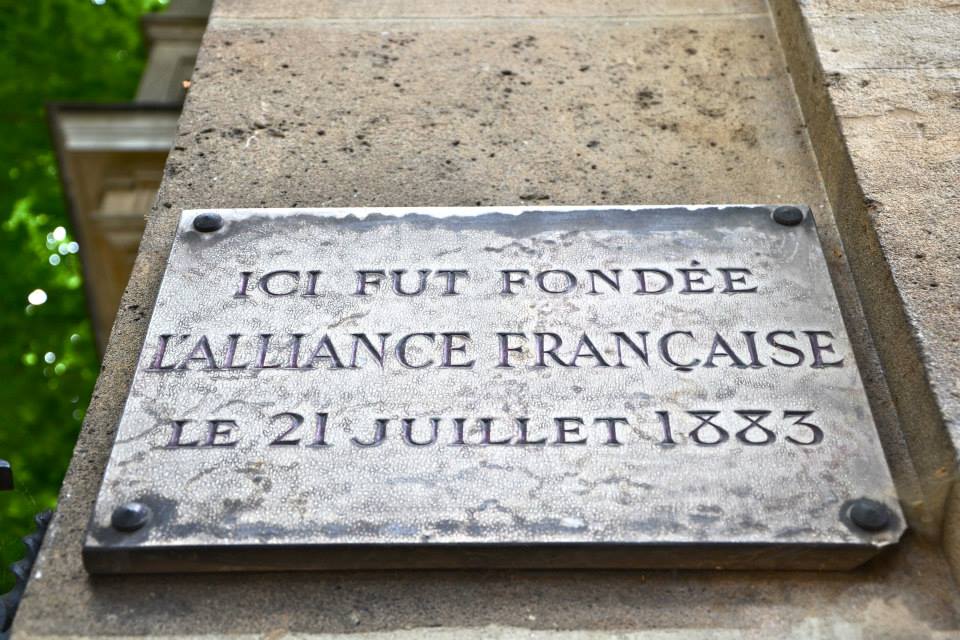 ICI FUT FONDÉE
L'ALLIANCE FRANÇAISE
LE 21 JUILLET 1883